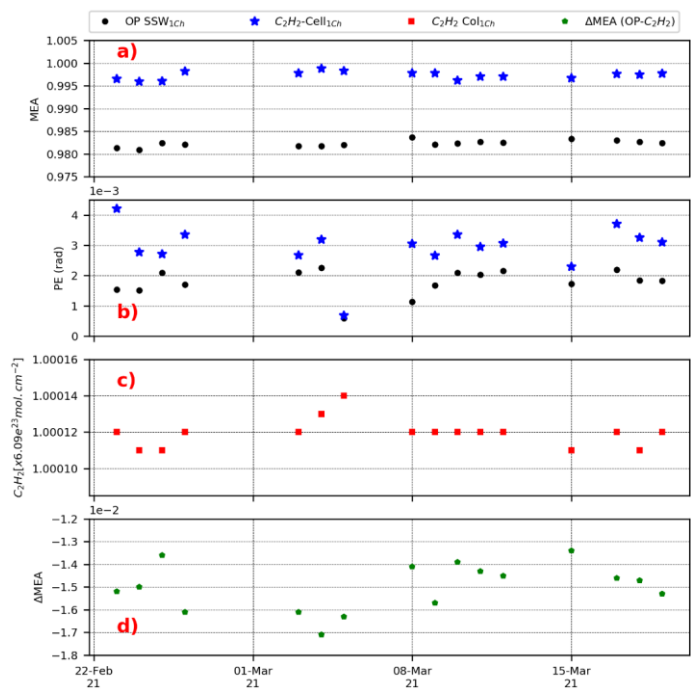 OP SSW1Ch C2H2-Cell1Ch C2H2 Col1Ch ΔMEA (OP-C2H2)
a)
1.005
1.000
0.995
0.990
0.985
0.980
0.975
MEA
1e−3
4
3
2
1
0
PE (rad)
b)
c)
1.00016
1.00014
1.00012
1.00010
C2H2[x6.09e^23mol.cm^−2]
1e−2
−1.2
−1.3
−1.4
−1.5
−1.6
−1.7
−1.8
ΔMEA
d)
22-Feb 01-Mar 08-Mar 15-Mar
21 21 21 21